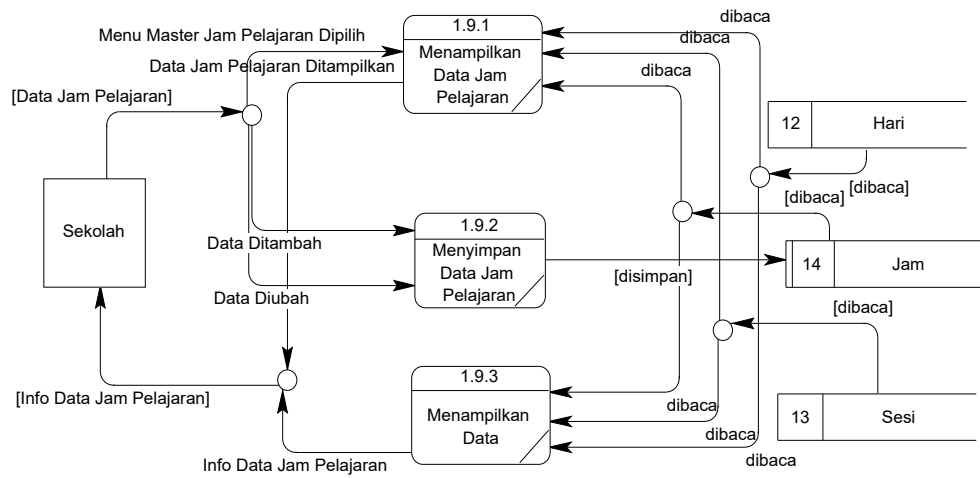 1.9.1
Menampilkan
Data Jam
Pelajaran
Menu Master Jam Pelajaran Dipilih
Data Jam Pelajaran Ditampilkan
[Data Jam Pelajaran]
dibaca
dibaca
dibaca
12
Hari
[dibaca]
[dibaca]
Sekolah
Data Ditambah
Data Diubah
1.9.2
Menyimpan
Data Jam
Pelajaran
[disimpan]
14
Jam
[dibaca]
[Info Data Jam Pelajaran]
Info Data Jam Pelajaran
1.9.3
Menampilkan
Data
dibaca
dibaca
dibaca
13
Sesi